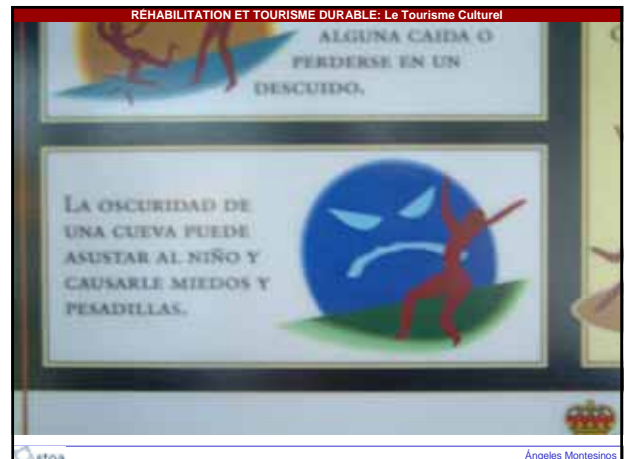 RÉHABILITATION ET TOURISME DURABLE: Le Tourisme Culturel
ALGUNA CAIDA O
PERDERSE EN UN
DESCUIDO.
LA OSCURIDAD DE
UNA CUEVA PUEDE
ASUSTAR AL NIÑO Y
CAUSARLE MIEDOS Y
PESADILLAS.
stoa
Ángeles Montesinos